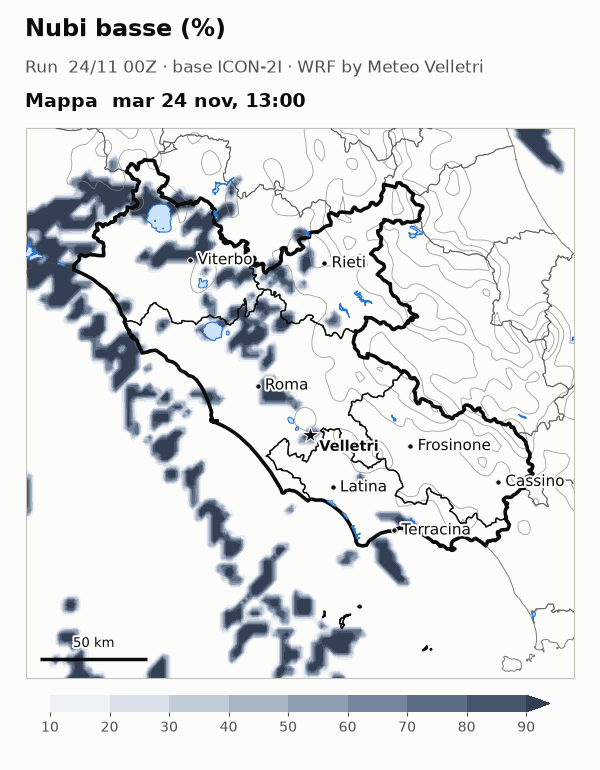 Nubi basse (%)
Run 24/11 00Z · base ICON-2I · WRF by Meteo Velletri
Mappa mar 24 nov, 13:00
Viterbo
Rieti
Roma
Velletri
Frosinone
Cassino
Latina
Terracina
50 km
10 20 30 40 50 60 70 80 90